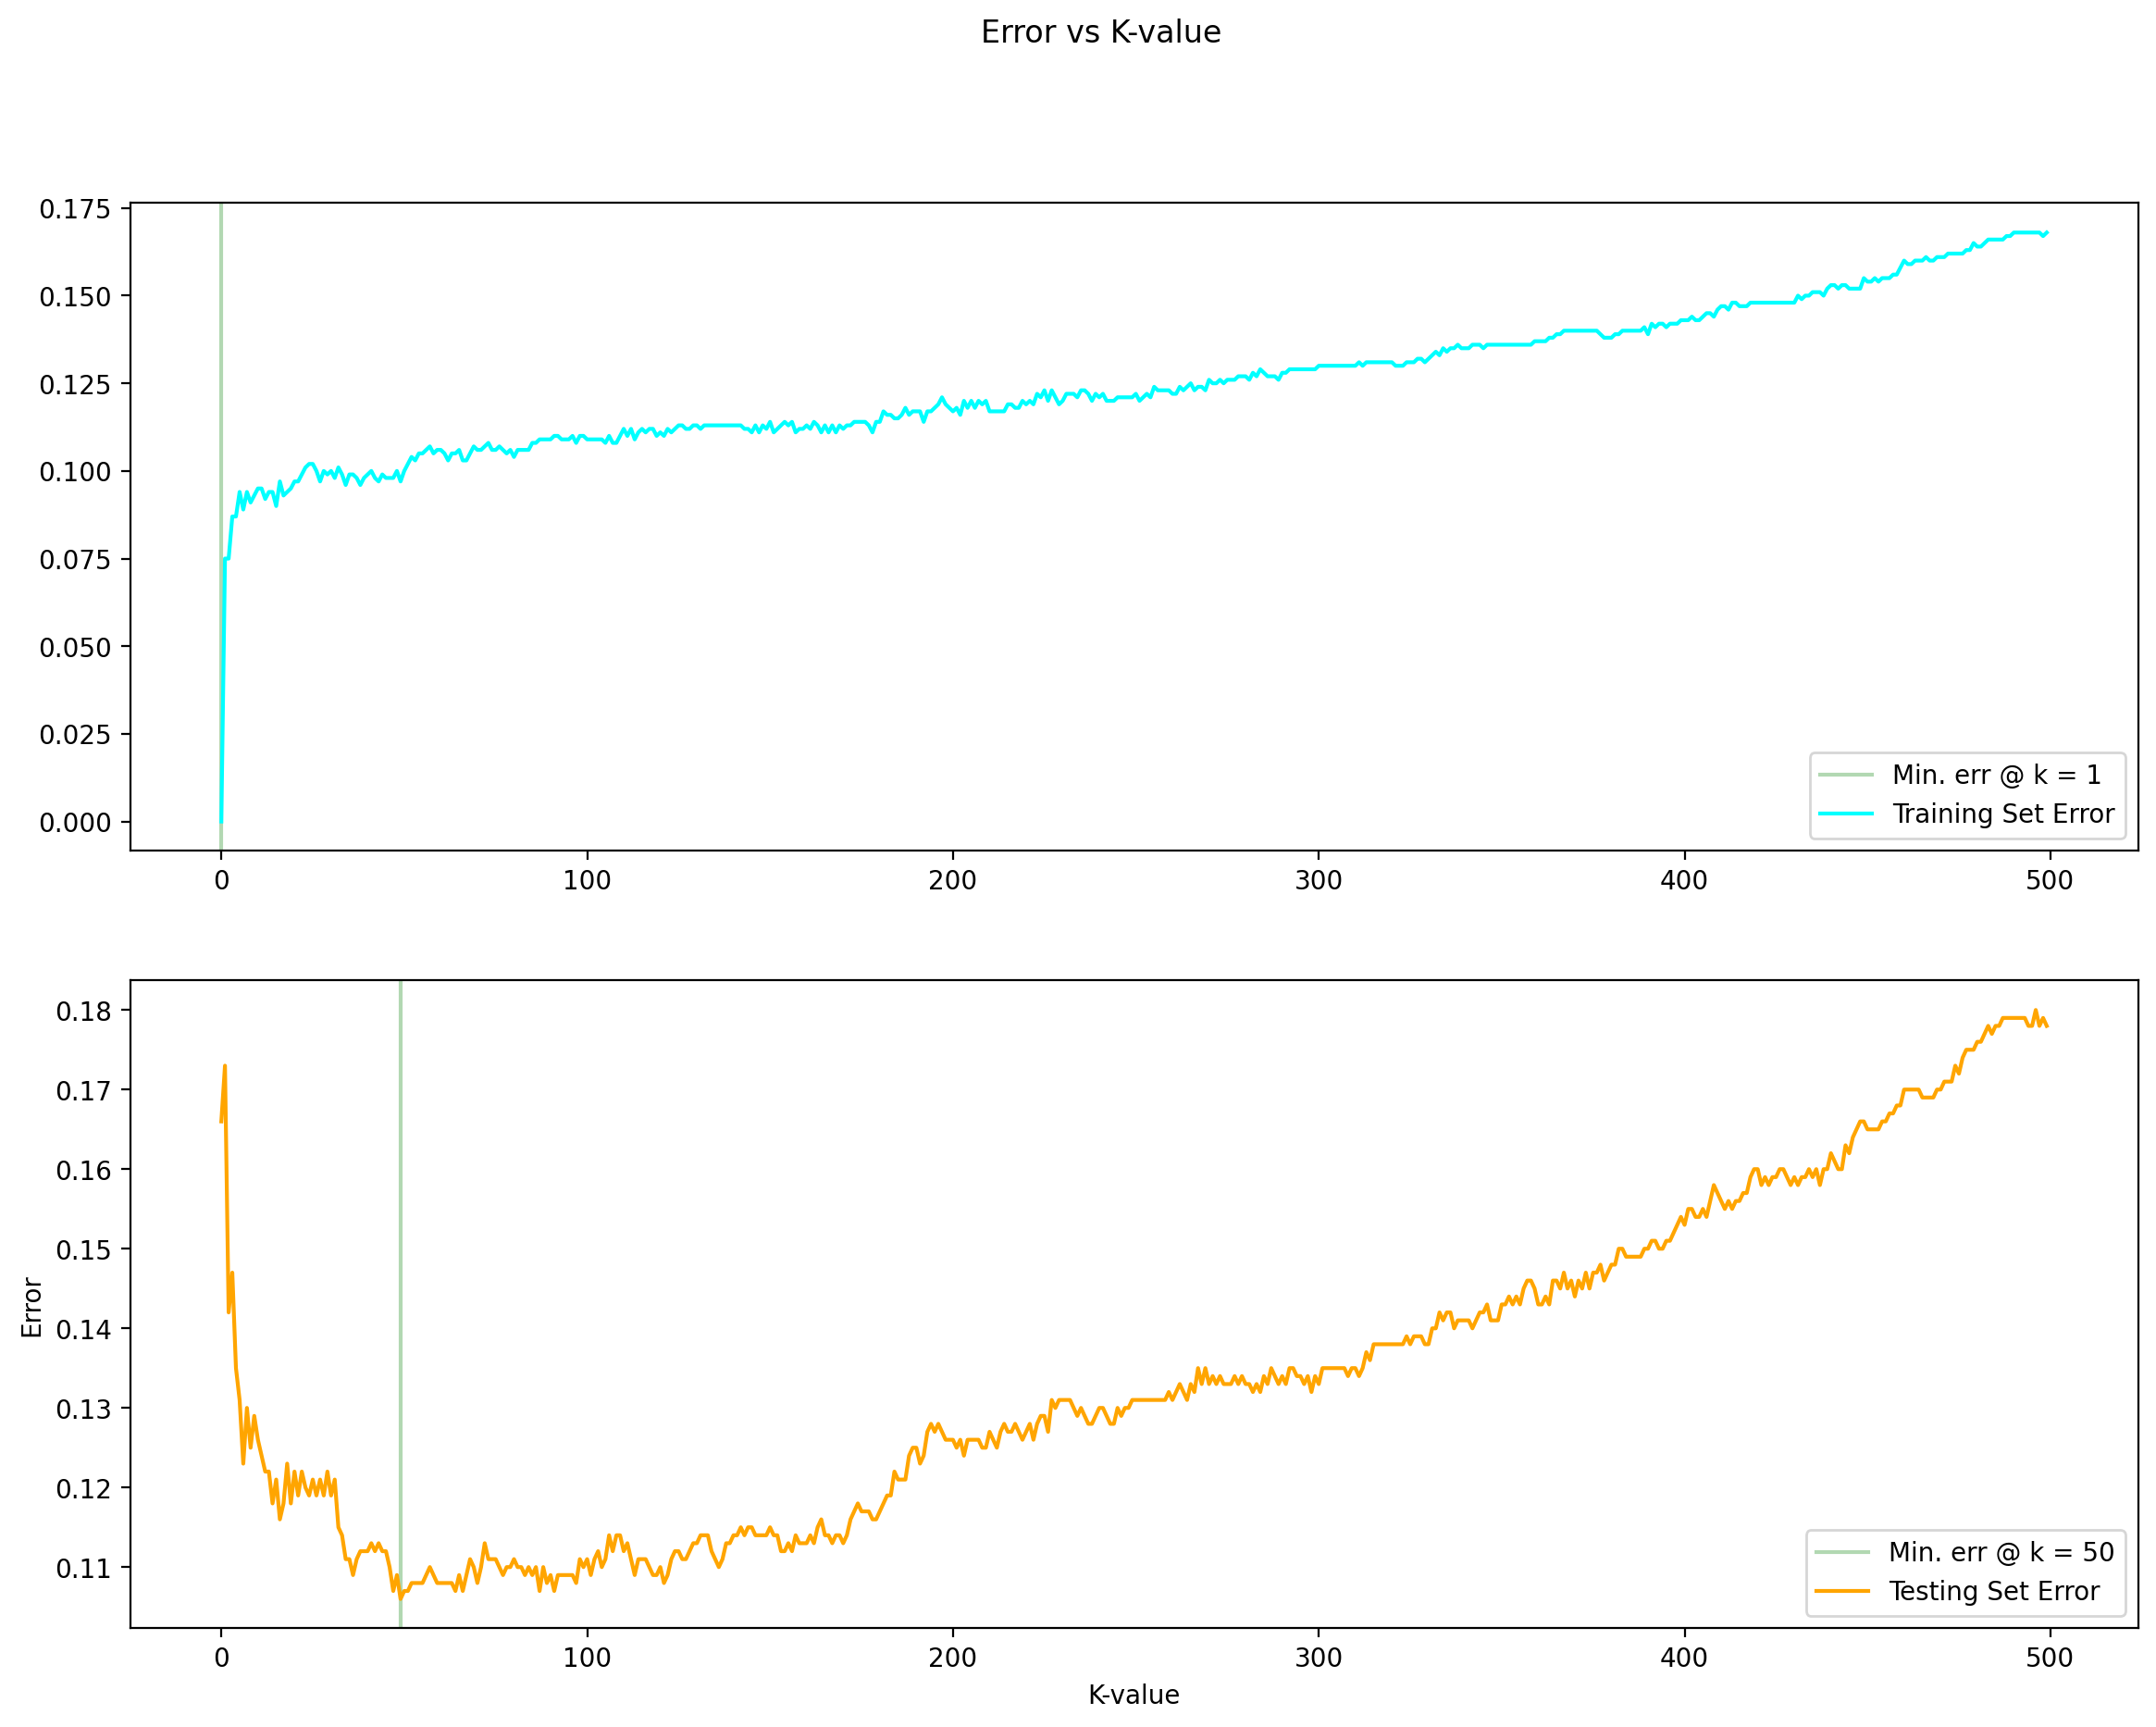 Error vs K-value
0.175
0.150
0.125
0.100
0.075
0.050
0.025
0.000
Min. err @ k = 1
Training Set Error
0 100 200 300 400 500
0.18
0.17
0.16
0.15
0.14
0.13
0.12
0.11
Error
Min. err @ k = 50
Testing Set Error
0 100 200 300 400 500
K-value